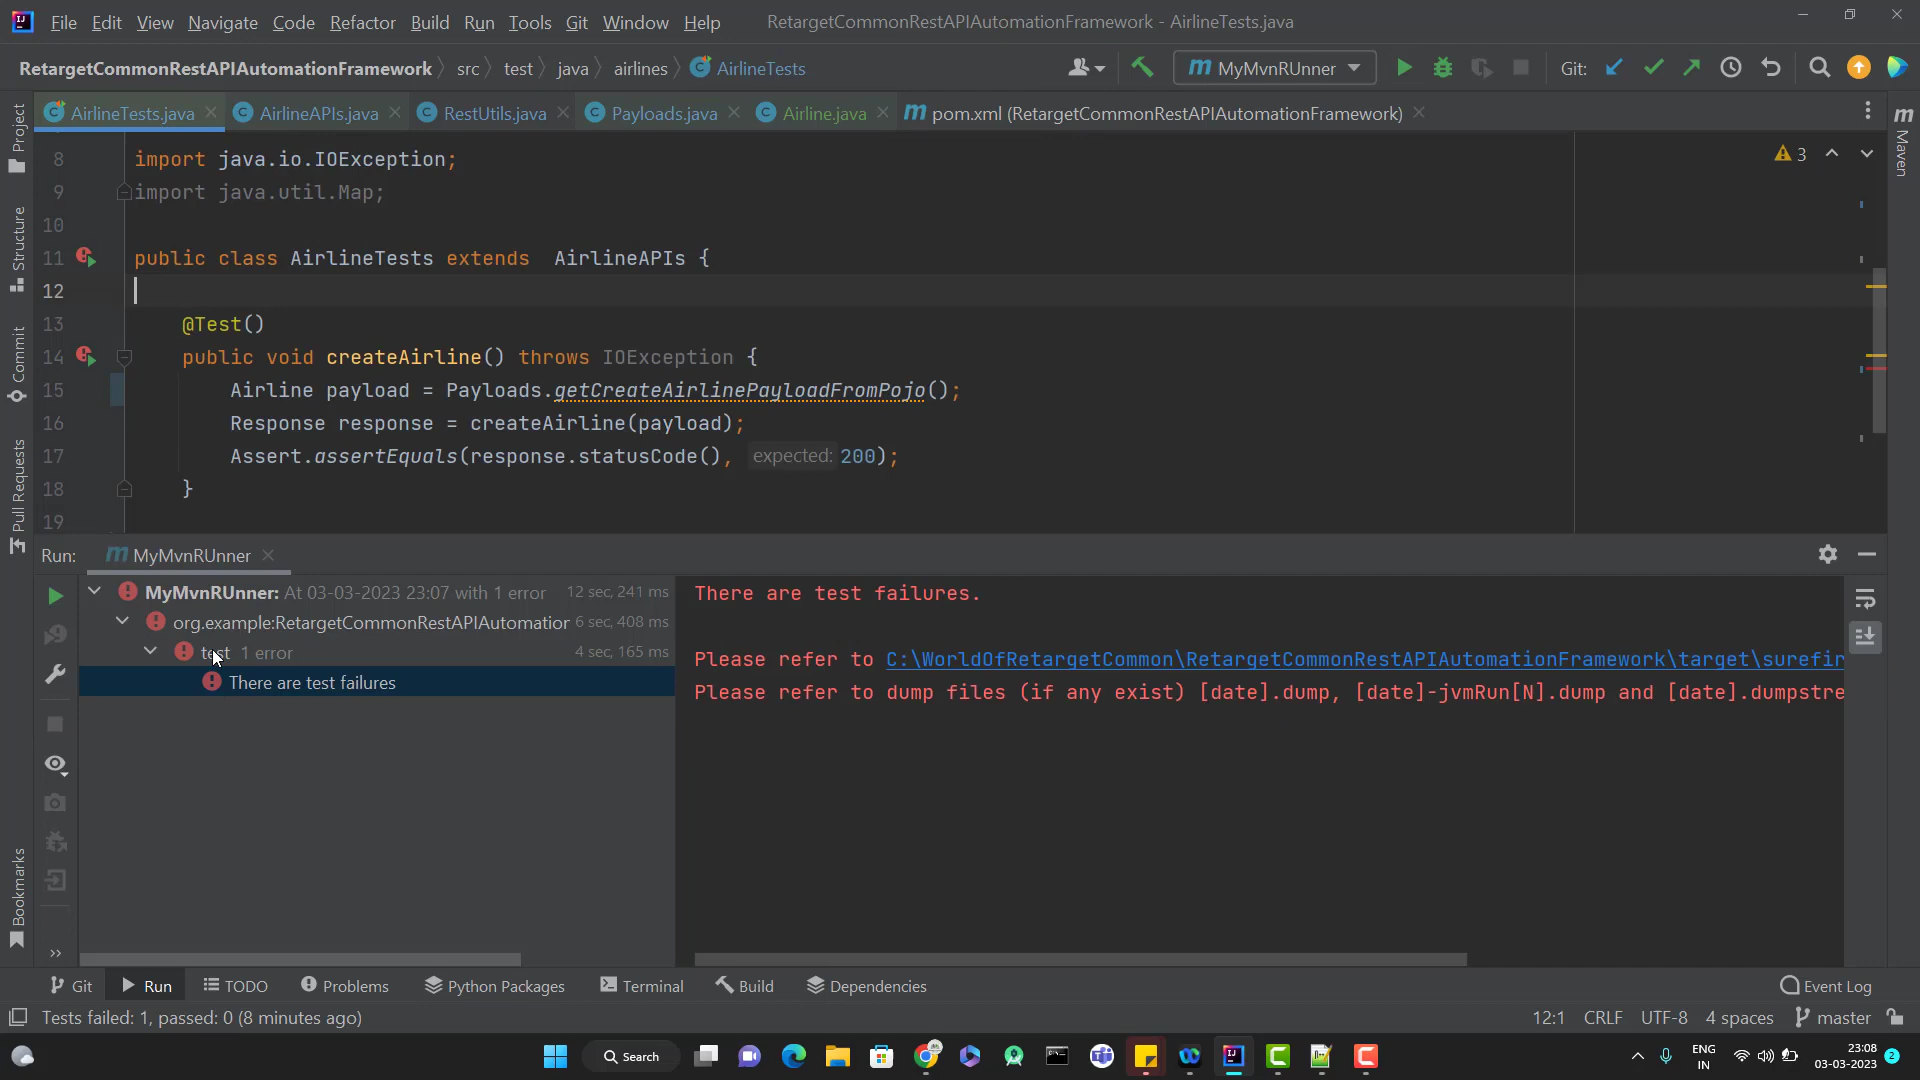 File Edit View Navigate Code Refactor Build Run Tools Git Window Help RetargetCommonRestAPIAutomationFramework - AirlineTests.java
RetargetCommonRestAPIAutomationFramework src test java airlines AirlineTests MyMvnRUnner Git:
AirlineTests.java AirlineAPIs.java RestUtils.java Payloads.java Airline.java pom.xml (RetargetCommonRestAPIAutomationFramework)
Project
Structure
Commit
Pull Requests
Bookmarks
Maven
3
8 import java.io.IOException;
9 import java.util.Map;
10
11 public class AirlineTests extends AirlineAPIs {
12
13 @Test()
14 public void createAirline() throws IOException {
15 Airline payload = Payloads.getCreateAirlinePayloadFromPojo();
16 Response response = createAirline(payload);
17 Assert.assertEquals(response.statusCode(), expected: 200);
18 }
19
Run: MyMvnRUnner
MyMvnRUnner: At 03-03-2023 23:07 with 1 error 12 sec, 241 ms
org.example:RetargetCommonRestAPIAutomation 6 sec, 408 ms
test 1 error 4 sec, 165 ms
There are test failures
There are test failures.
Please refer to C:\WorldOfRetargetCommon\RetargetCommonRestAPIAutomationFramework\target\surefir
Please refer to dump files (if any exist) [date].dump, [date]-jvmRun[N].dump and [date].dumpstre
Git Run TODO Problems Python Packages Terminal Build Dependencies Event Log
Tests failed: 1, passed: 0 (8 minutes ago) 12:1 CRLF UTF-8 4 spaces master
Search
ENG
IN
23:08
03-03-2023
2